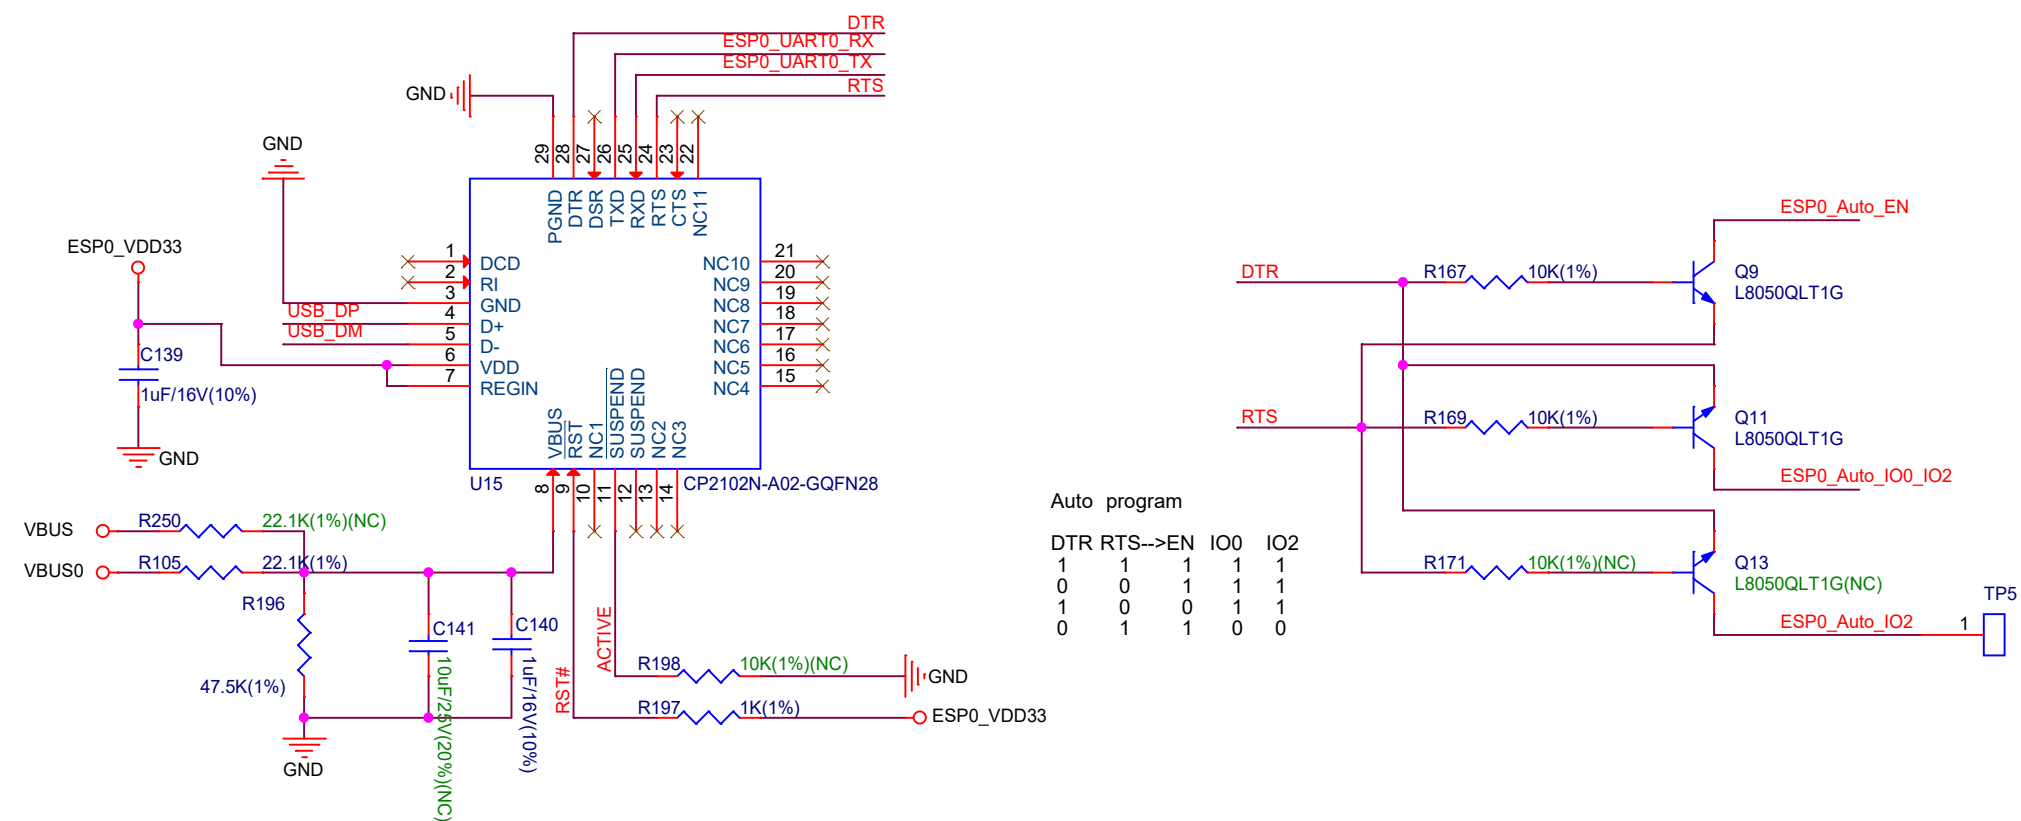 DTR
ESP0_UART0_RX
ESP0_UART0_TX
RTS
GND
GND
29
28
27
26
25
24
23
22
PGND
DTR
DSR
TXD
RXD
RTS
CTS
NC11
ESP0_VDD33
1 DCD
2 RI
3 GND
USB_DP 4 D+
USB_DM 5 D-
6 VDD
7 REGIN
NC10 21
NC9 20
NC8 19
NC7 18
NC6 17
NC5 16
NC4 15
C139
1uF/16V(10%)
GND
VBUS
RST
NC1
SUSPEND
SUSPEND
NC2
NC3
8
9
10
11
12
13
14
U15
CP2102N-A02-GQFN28
VBUS R250 22.1K(1%)(NC)
VBUS0 R105 22.1K(1%)
R196
47.5K(1%)
C141
10uF/25V(20%)(NC)
C140
1uF/16V(10%)
GND
RST#
ACTIVE
R198 10K(1%)(NC) GND
R197 1K(1%) ESP0_VDD33
Auto program
DTR RTS-->EN IO0 IO2
1 1 1 1 1
0 0 1 1 1
1 0 0 1 1
0 1 1 0 0
ESP0_Auto_EN
DTR R167 10K(1%) Q9
L8050QLT1G
RTS R169 10K(1%) Q11
L8050QLT1G
ESP0_Auto_IO0_IO2
R171 10K(1%)(NC) Q13
L8050QLT1G(NC)
TP5
ESP0_Auto_IO2 1